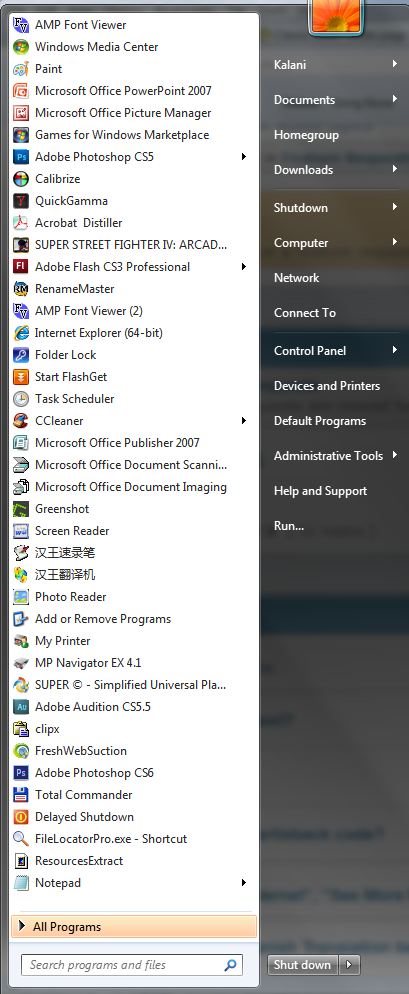 AMP Font Viewer
Windows Media Center
Paint
Microsoft Office PowerPoint 2007
Microsoft Office Picture Manager
Games for Windows Marketplace
Adobe Photoshop CS5
Calibrize
QuickGamma
Acrobat Distiller
SUPER STREET FIGHTER IV: ARCAD...
Adobe Flash CS3 Professional
RenameMaster
AMP Font Viewer (2)
Internet Explorer (64-bit)
Folder Lock
Start FlashGet
Task Scheduler
CCleaner
Microsoft Office Publisher 2007
Microsoft Office Document Scanni...
Microsoft Office Document Imaging
Greenshot
Screen Reader
汉王速录笔
汉王翻译机
Photo Reader
Add or Remove Programs
My Printer
MP Navigator EX 4.1
SUPER © - Simplified Universal Pla...
Adobe Audition CS5.5
clipx
FreshWebSuction
Adobe Photoshop CS6
Total Commander
Delayed Shutdown
FileLocatorPro.exe - Shortcut
ResourcesExtract
Notepad
All Programs
Search programs and files
Kalani
Documents
Homegroup
Downloads
Shutdown
Computer
Network
Connect To
Control Panel
Devices and Printers
Default Programs
Administrative Tools
Help and Support
Run...
Shut down